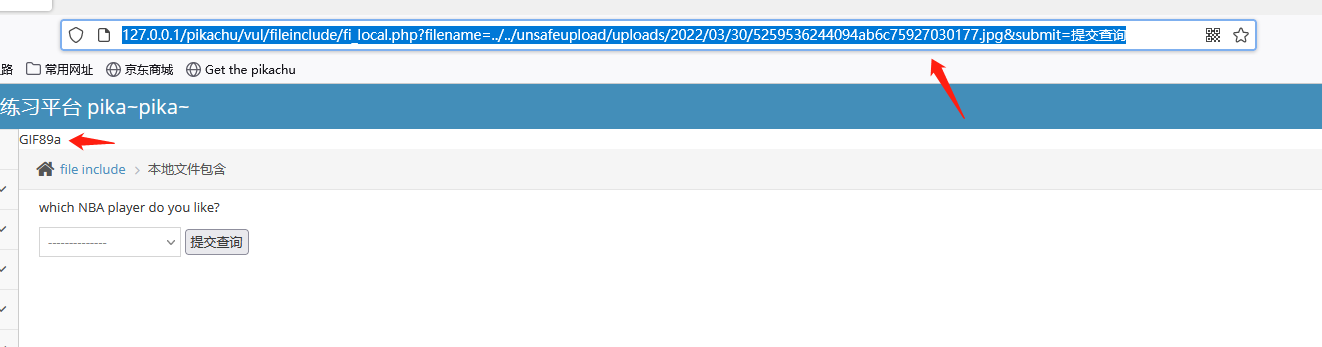 127.0.0.1/pikachu/vul/fileinclude/fi_local.php?filename=../../unsafeupload/uploads/2022/03/30/5259536244094ab6c75927030177.jpg&submit=提交查询
路 常用网址 京东商城 Get the pikachu
练习平台 pika~pika~
GIF89a
file include 本地文件包含
which NBA player do you like?
--------------
提交查询